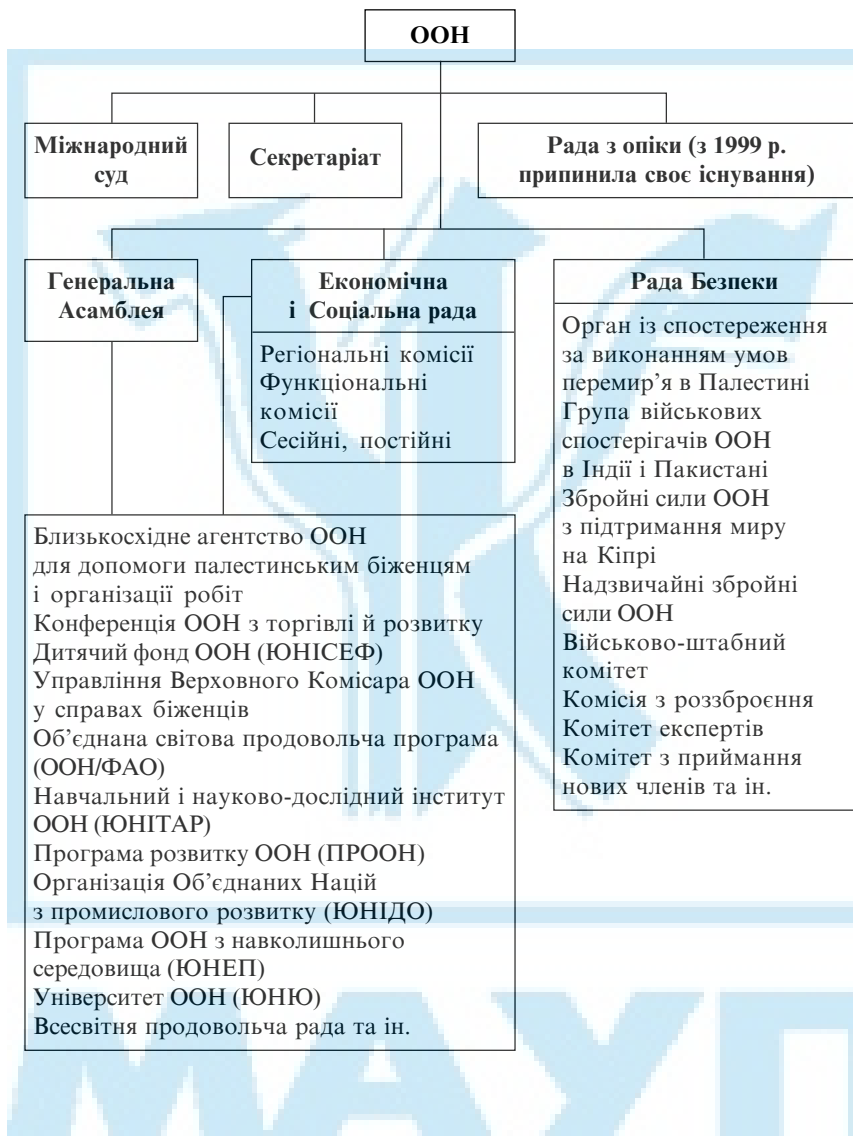 ООН
Міжнародний
суд
Секретаріат
Рада з опіки (з 1999 р.
припинила своє існування)
Генеральна
Асамблея
Економічна
і Соціальна рада
Регіональні комісії
Функціональні
комісії
Сесійні, постійні
Рада Безпеки
Орган із спостереження
за виконанням умов
перемир'я в Палестині
Група військових
спостерігачів ООН
в Індії і Пакистані
Збройні сили ООН
з підтримання миру
на Кіпрі
Надзвичайні збройні
сили ООН
Військово-штабний
комітет
Комісія з роззброєння
Комітет експертів
Комітет з приймання
нових членів та ін.
Близькосхідне агентство ООН
для допомоги палестинським біженцям
і організації робіт
Конференція ООН з торгівлі й розвитку
Дитячий фонд ООН (ЮНІСЕФ)
Управління Верховного Комісара ООН
у справах біженців
Об'єднана світова продовольча програма
(ООН/ФАО)
Навчальний і науково-дослідний інститут
ООН (ЮНІТАР)
Програма розвитку ООН (ПРООН)
Організація Об'єднаних Націй
з промислового розвитку (ЮНІДО)
Програма ООН з навколишнього
середовища (ЮНЕП)
Університет ООН (ЮНЮ)
Всесвітня продовольча рада та ін.
МАУП